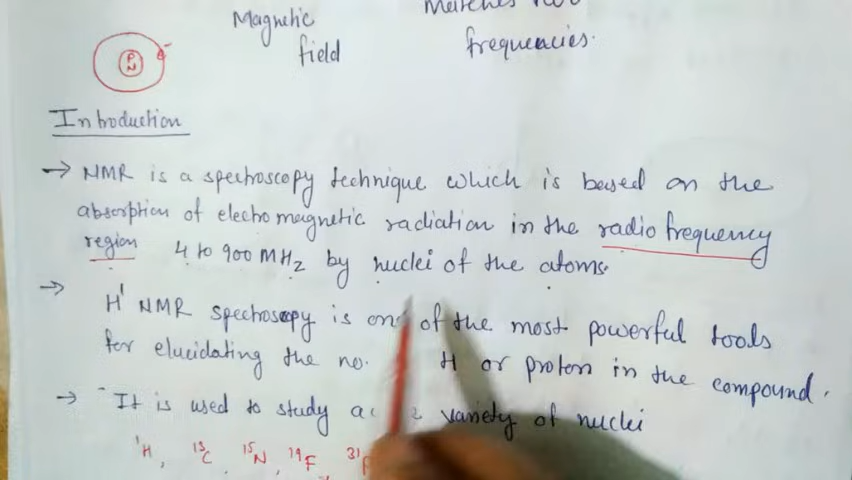 Magnetic
field
Matches
frequencies.
P
N
Introduction
→ NMR is a spectroscopy technique which is based on the
absorption of electromagnetic radiation in the radio frequency
region 4 to 900 MHz by nuclei of the atoms.
→ H¹ NMR spectroscopy is one of the most powerful tools
for elucidating the no. H or proton in the compound.
→ It is used to study a variety of nuclei
¹H, ¹³C, ¹⁵N, ¹⁹F, ³¹P